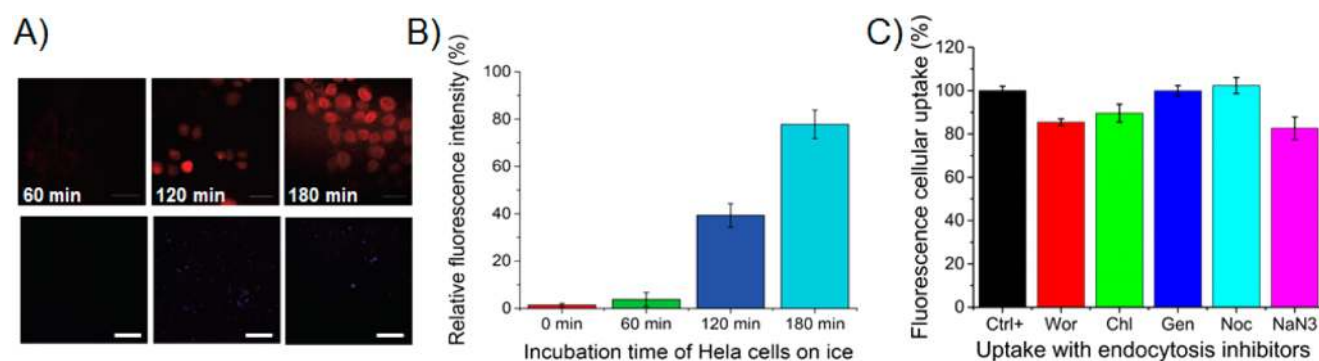 A)
60 min
120 min
180 min
B)
Relative fluorescence intensity (%)
100
80
60
40
20
0
0 min
60 min
120 min
180 min
Incubation time of Hela cells on ice
C)
Fluorescence cellular uptake (%)
120
100
80
60
40
20
0
Ctrl+
Wor
Chl
Gen
Noc
NaN3
Uptake with endocytosis inhibitors